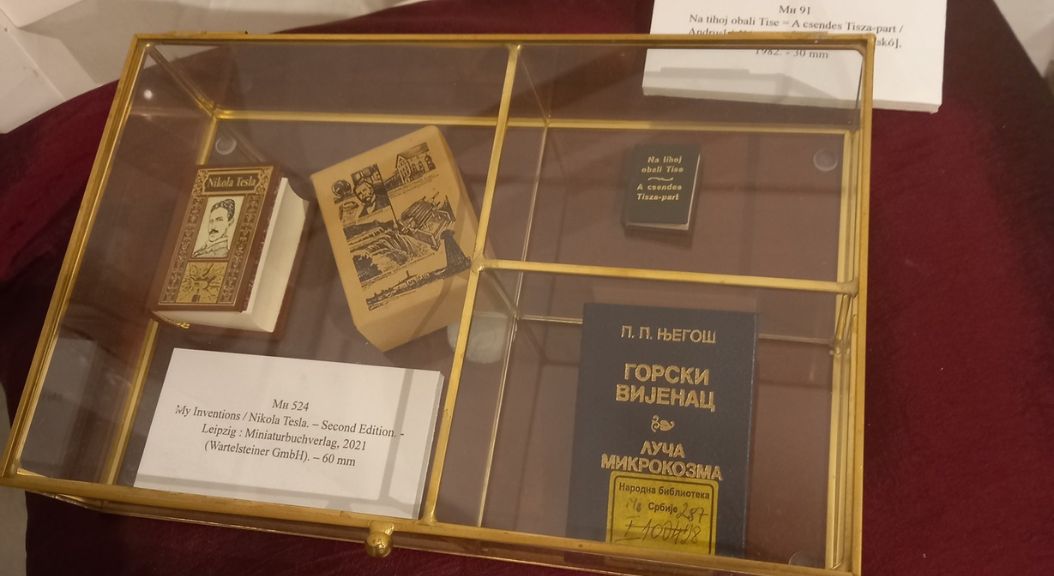 Ми 91
Na tihoj obali Tise = A csendes Tisza-part /
1982. - 30 mm
Nikola Tesla
Na tihoj
obali Tise
A csendes
Tisza-part
Ми 524
My Inventions / Nikola Tesla. – Second Edition. -
Leipzig : Miniaturbuchverlag, 2021
(Wartelsteiner GmbH). – 60 mm
П. П. ЊЕГОШ
ГОРСКИ
ВИЈЕНАЦ
ЛУЧА
МИКРОКОЗМА
Народна библиотека
Србије
287